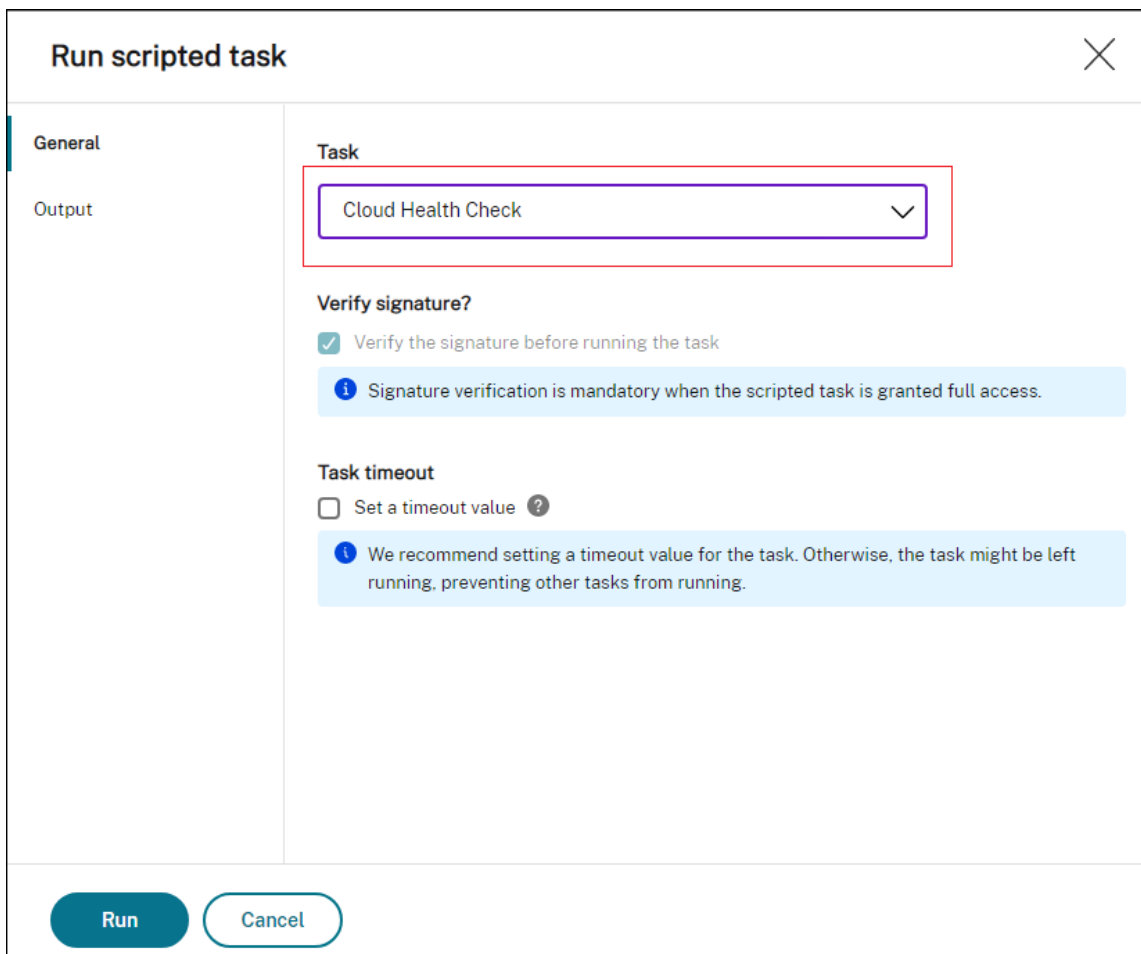 Run scripted task
General
Output
Task
Cloud Health Check
Verify signature?
Verify the signature before running the task
Signature verification is mandatory when the scripted task is granted full access.
Task timeout
Set a timeout value
We recommend setting a timeout value for the task. Otherwise, the task might be left
running, preventing other tasks from running.
Run
Cancel